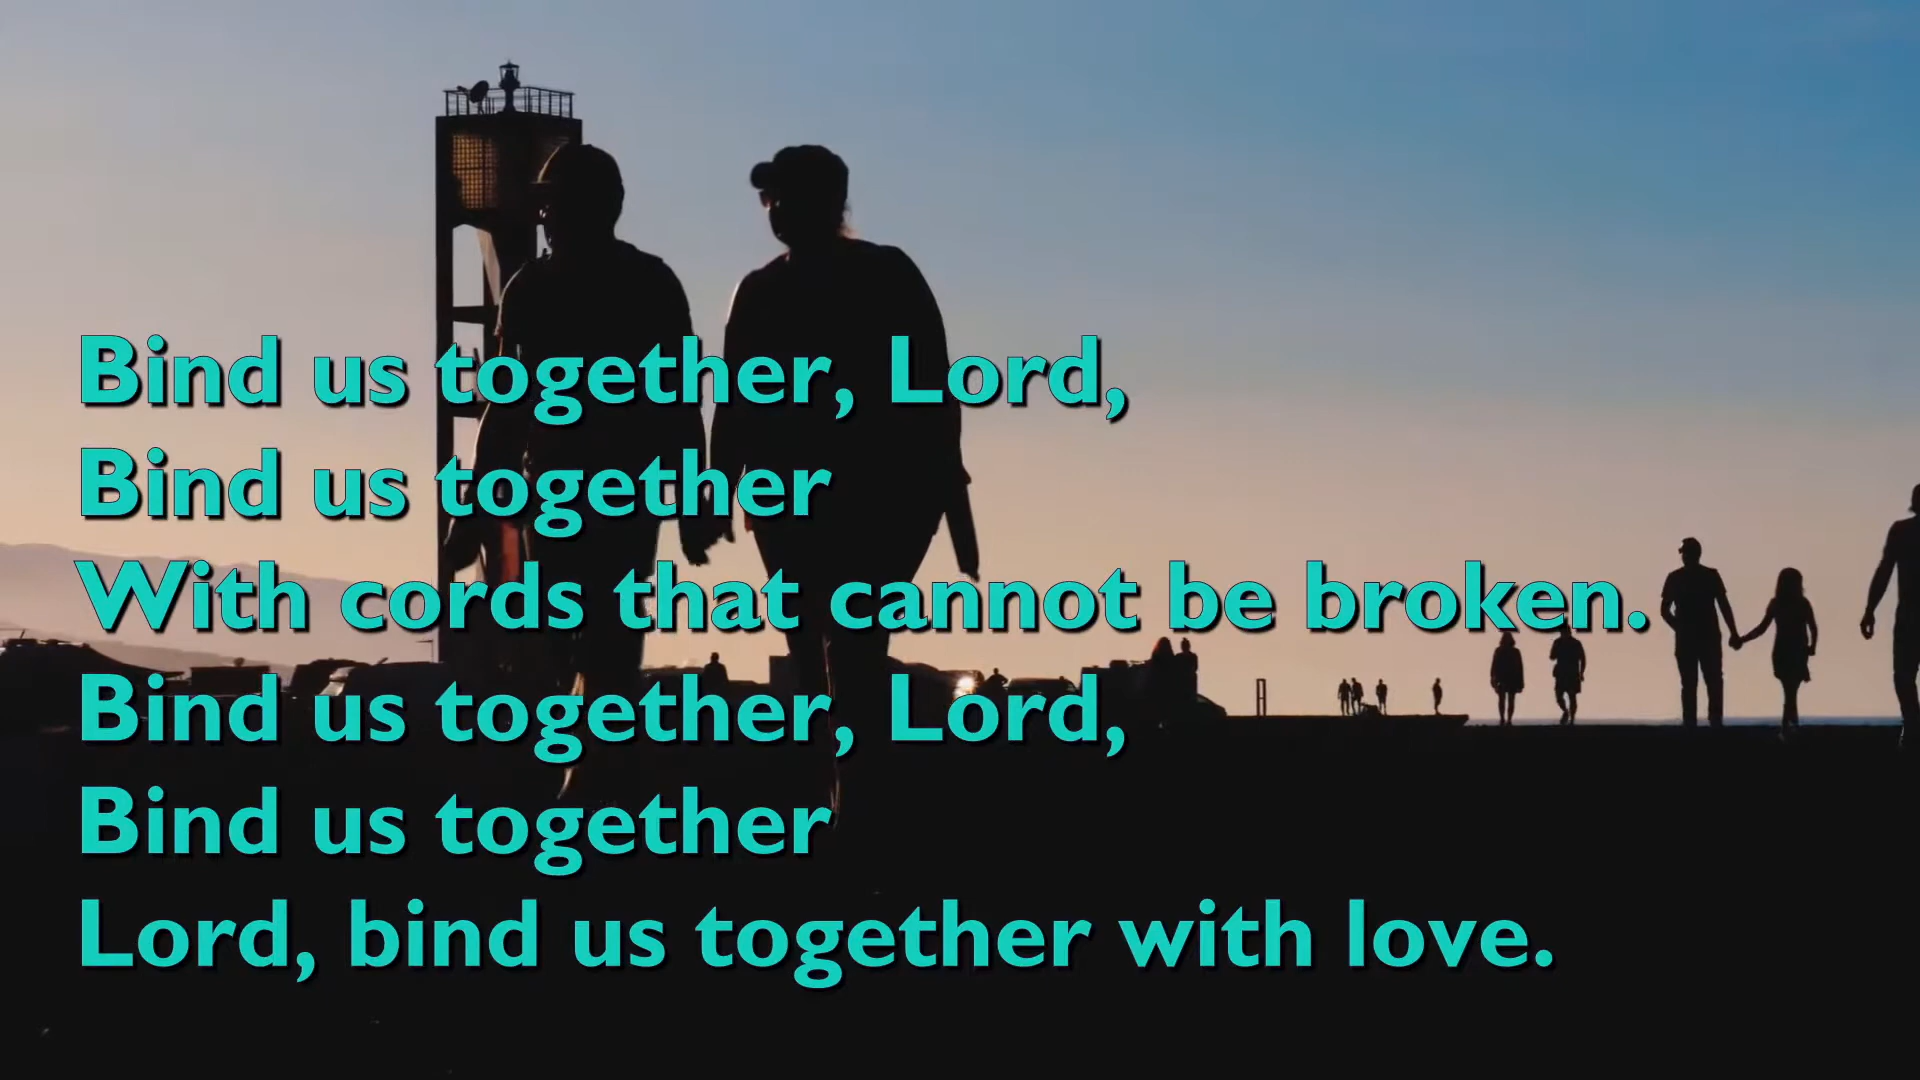 Bind us together, Lord,
Bind us together
With cords that cannot be broken.
Bind us together, Lord,
Bind us together
Lord, bind us together with love.